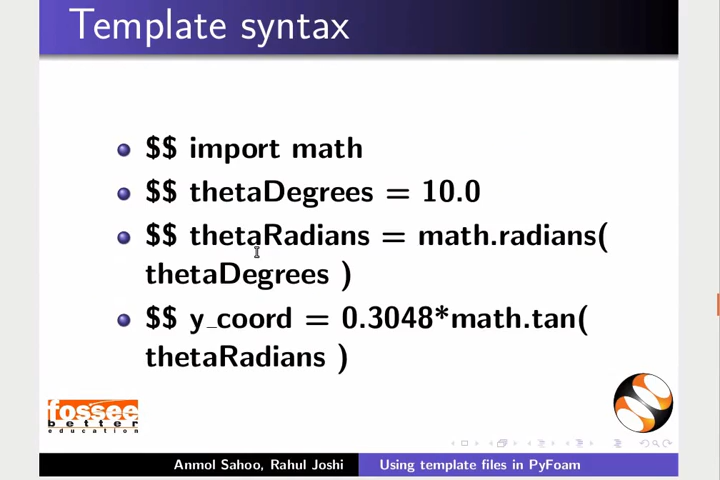 Template syntax
$$ import math
$$ thetaDegrees = 10.0
$$ thetaRadians = math.radians(
thetaDegrees )
$$ y_coord = 0.3048*math.tan(
thetaRadians )
fossee
better
education
Anmol Sahoo, Rahul Joshi Using template files in PyFoam